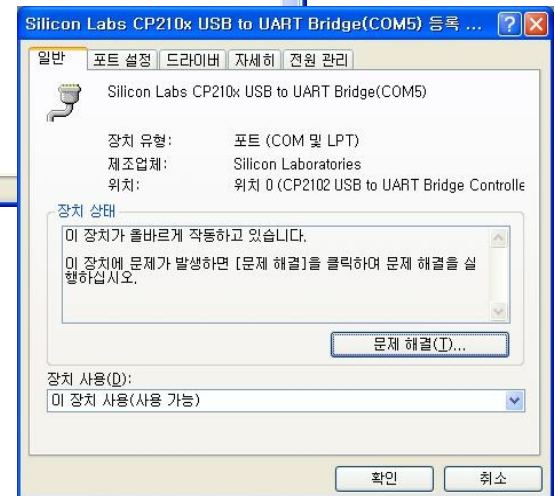 Silicon Labs CP210x USB to UART Bridge(COM5) 등록 ...
일반 포트 설정 드라이버 자세히 전원 관리
Silicon Labs CP210x USB to UART Bridge(COM5)
장치 유형: 포트 (COM 및 LPT)
제조업체: Silicon Laboratories
위치: 위치 0 (CP2102 USB to UART Bridge Controlle
장치 상태
이 장치가 올바르게 작동하고 있습니다.
이 장치에 문제가 발생하면 [문제 해결]을 클릭하여 문제 해결을 실
행하십시오.
문제 해결(T)...
장치 사용(D):
이 장치 사용(사용 가능)
확인 취소